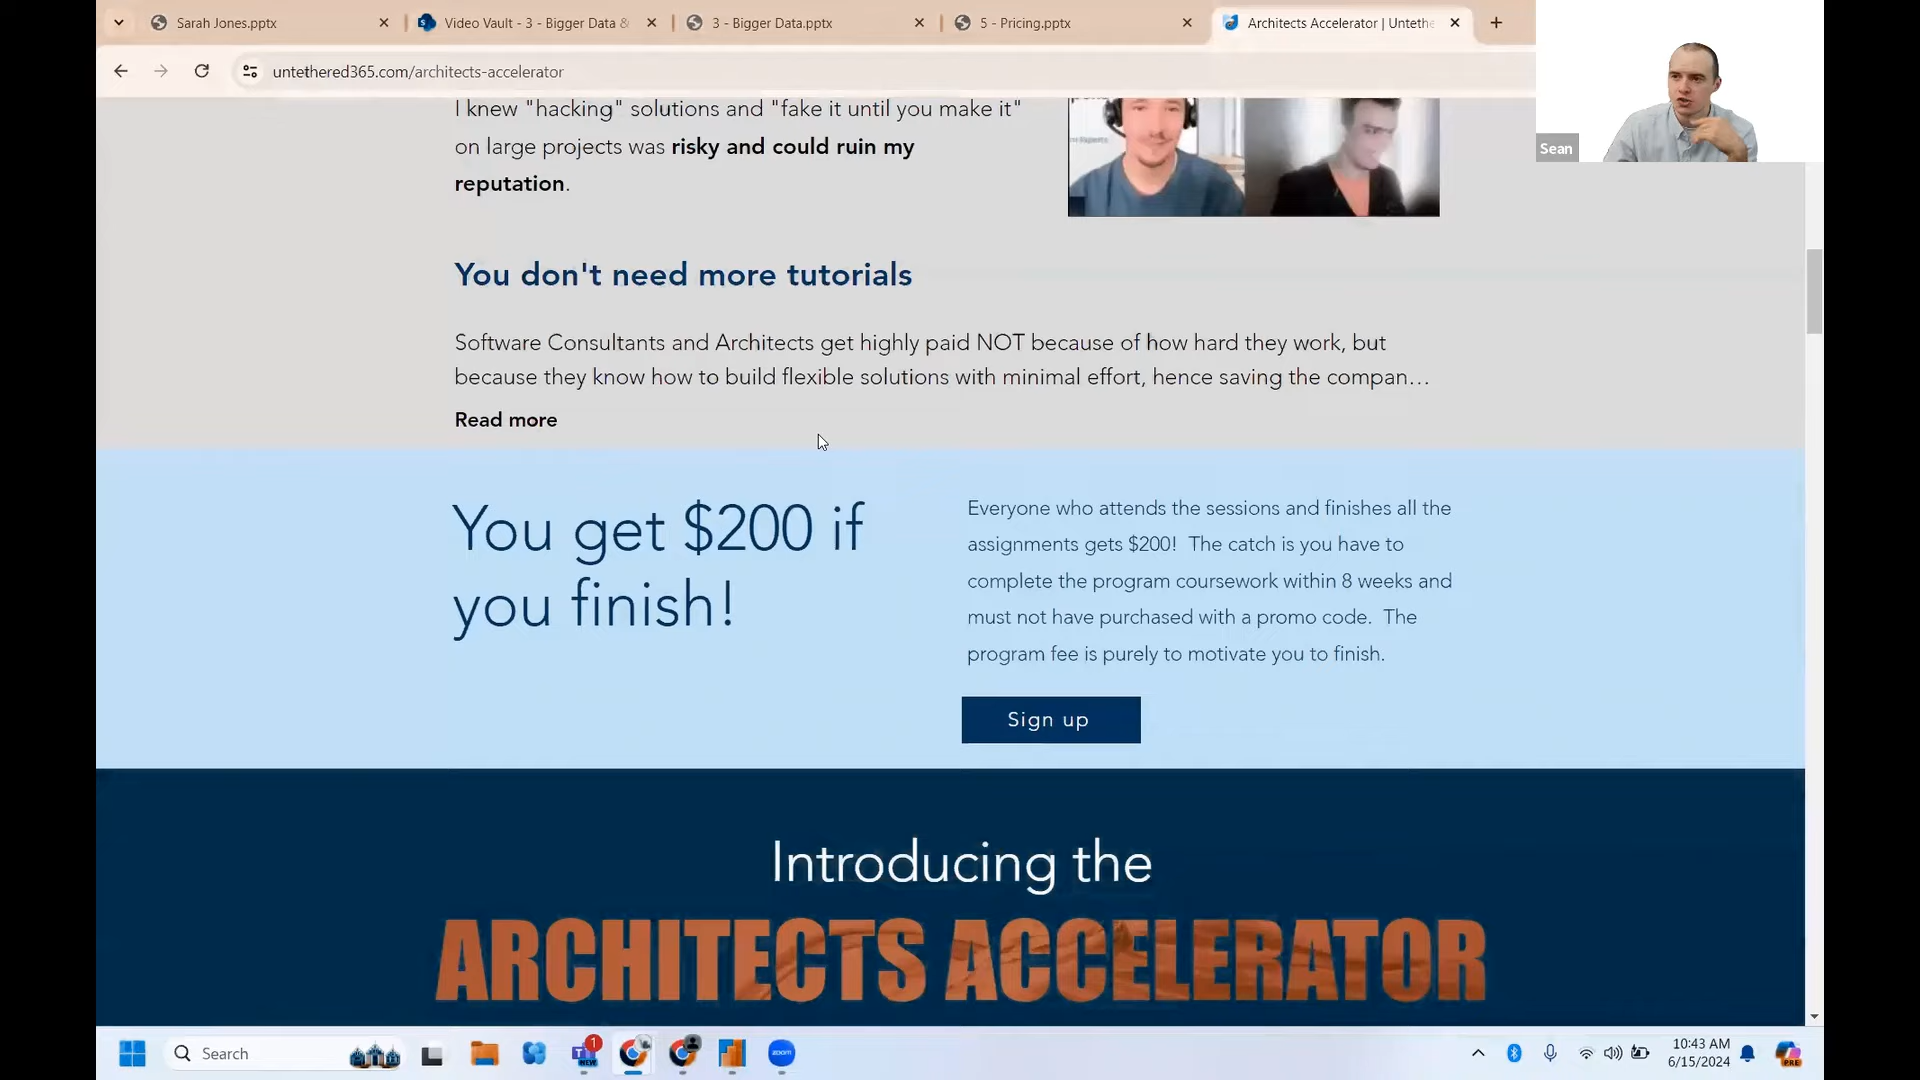 Sarah Jones.pptx
Video Vault - 3 - Bigger Data &
3 - Bigger Data.pptx
5 - Pricing.pptx
Architects Accelerator | Untethe
untethered365.com/architects-accelerator
Sean
I knew "hacking" solutions and "fake it until you make it"
on large projects was risky and could ruin my
reputation.
You don't need more tutorials
Software Consultants and Architects get highly paid NOT because of how hard they work, but
because they know how to build flexible solutions with minimal effort, hence saving the compan…
Read more
You get $200 if
you finish!
Everyone who attends the sessions and finishes all the
assignments gets $200! The catch is you have to
complete the program coursework within 8 weeks and
must not have purchased with a promo code. The
program fee is purely to motivate you to finish.
Sign up
Introducing the
ARCHITECTS ACCELERATOR
Search
1
NEW
zoom
10:43 AM
6/15/2024
PRE